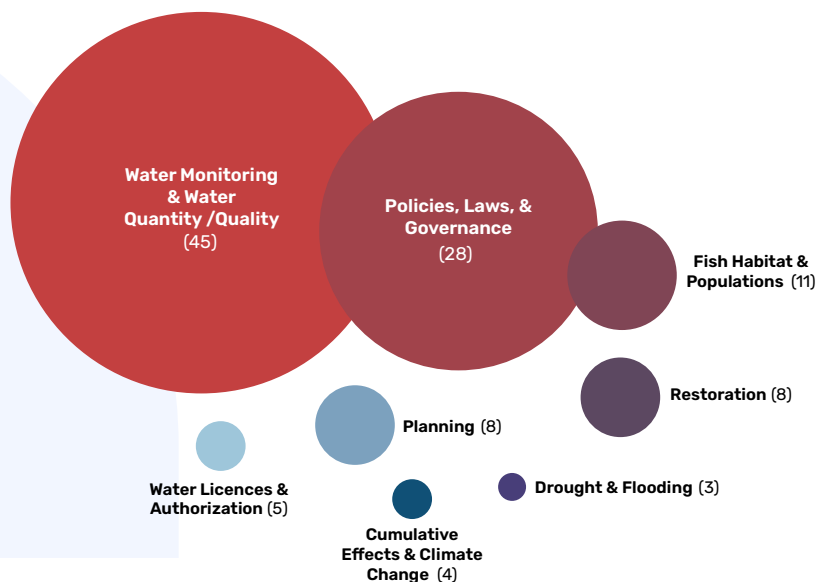 Water Monitoring
& Water
Quantity /Quality
(45)
Policies, Laws, &
Governance
(28)
Fish Habitat &
Populations (11)
Restoration (8)
Planning (8)
Water Licences &
Authorization (5)
Drought & Flooding (3)
Cumulative
Effects & Climate
Change (4)